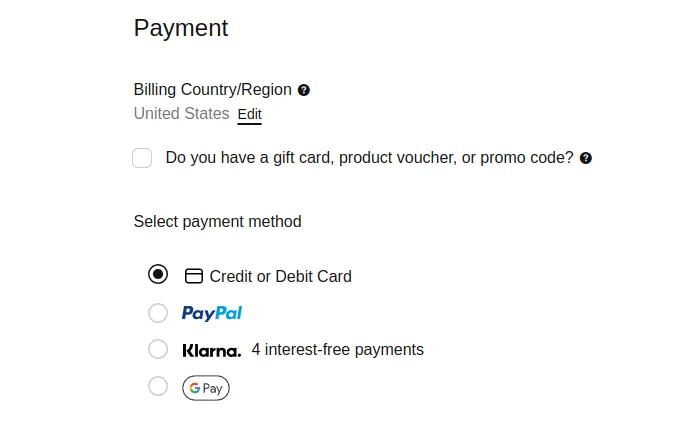 Payment
Billing Country/Region ?
United States Edit
Do you have a gift card, product voucher, or promo code? ?
Select payment method
Credit or Debit Card
PayPal
Klarna. 4 interest-free payments
G Pay